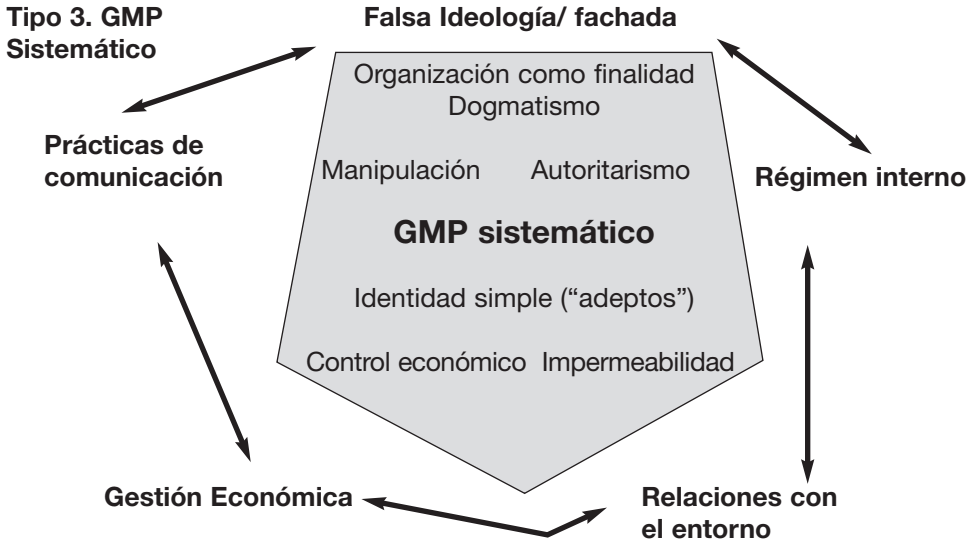 Tipo 3. GMP
Sistemático
Falsa Ideología/ fachada
Organización como finalidad
Dogmatismo
Prácticas de
comunicación
Manipulación
Autoritarismo
Régimen interno
GMP sistemático
Identidad simple (“adeptos”)
Control económico
Impermeabilidad
Gestión Económica
Relaciones con
el entorno